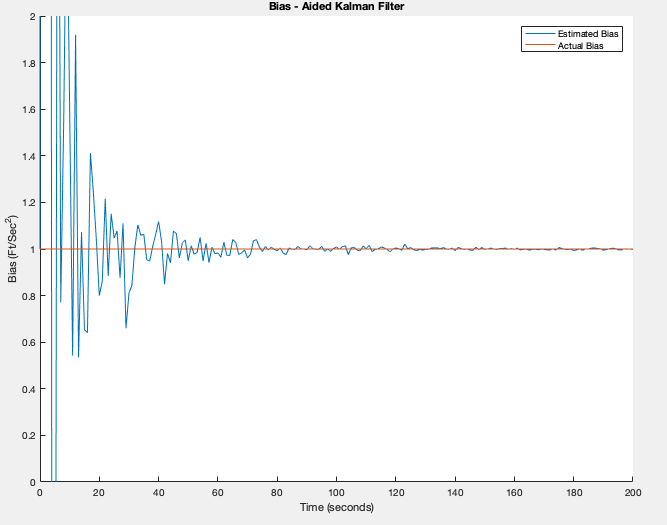 Bias - Aided Kalman Filter
Estimated Bias
Actual Bias
2
1.8
1.6
1.4
1.2
1
0.8
0.6
0.4
0.2
0
Bias (Ft/Sec²)
0 20 40 60 80 100 120 140 160 180 200
Time (seconds)